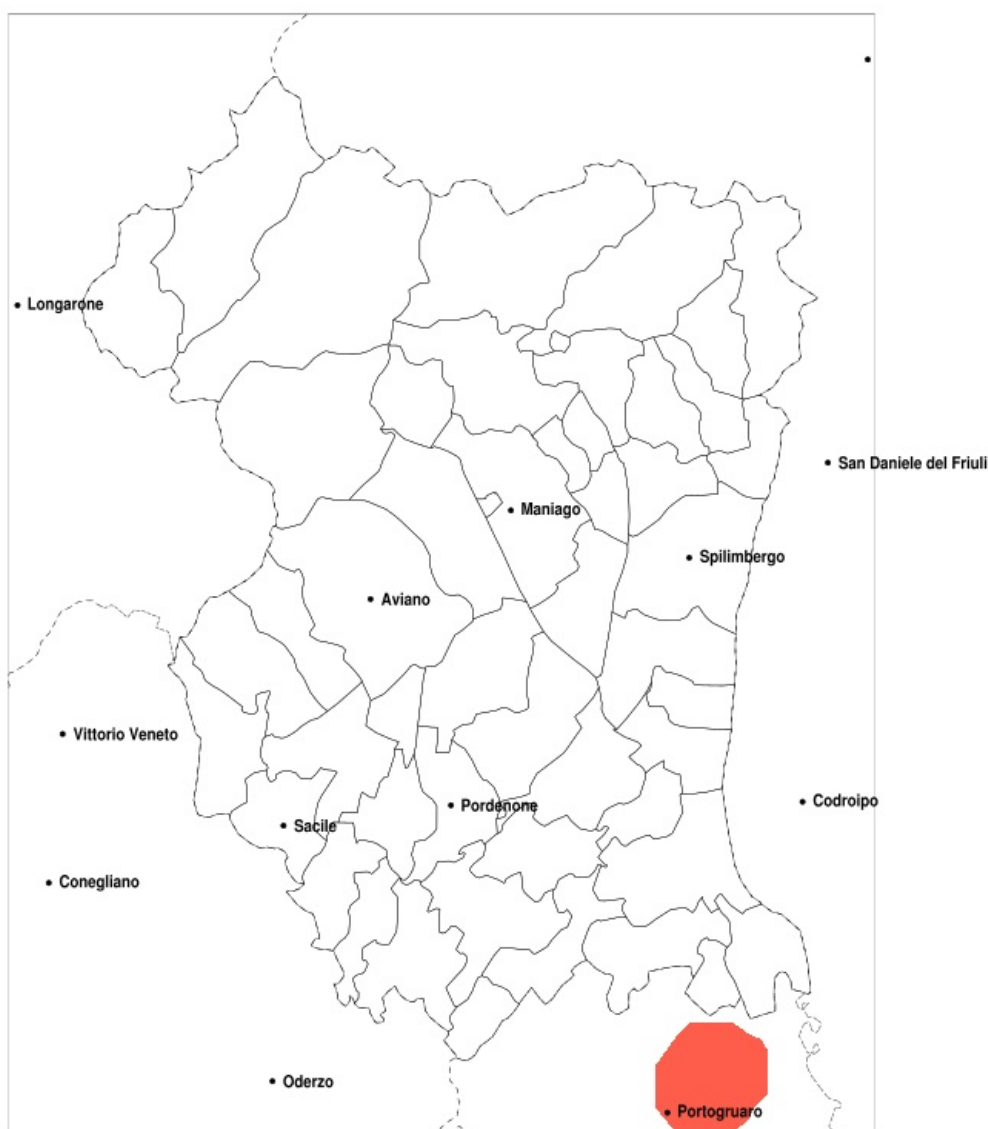 Longarone
San Daniele del Friuli
Maniago
Spilimbergo
Aviano
Vittorio Veneto
Codroipo
Pordenone
Sacile
Conegliano
Oderzo
Portogruaro